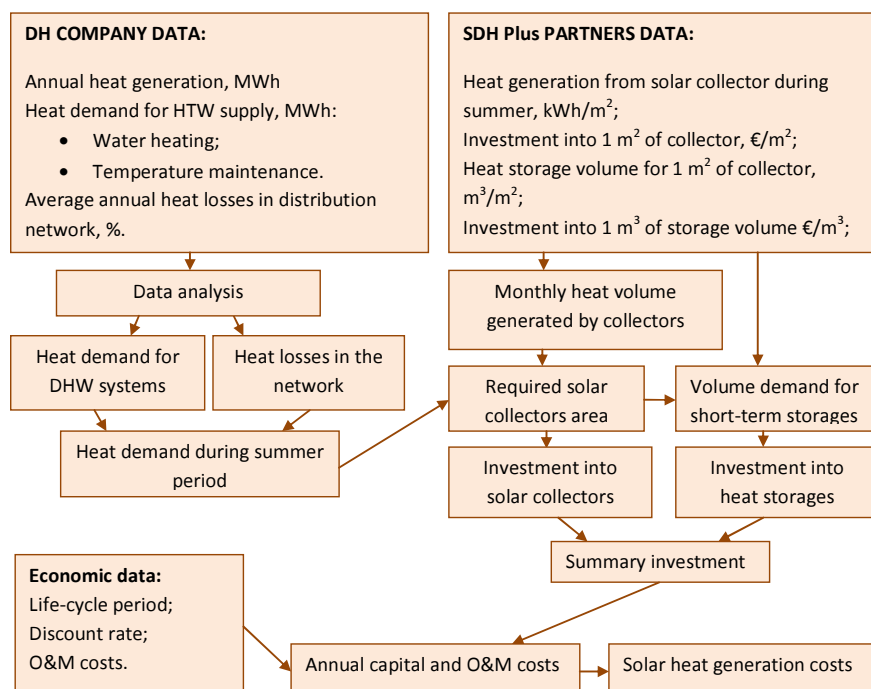 DH COMPANY DATA:
Annual heat generation, MWh
Heat demand for HTW supply, MWh:
• Water heating;
• Temperature maintenance.
Average annual heat losses in distribution
network, %.
SDH Plus PARTNERS DATA:
Heat generation from solar collector during
summer, kWh/m²;
Investment into 1 m² of collector, €/m²;
Heat storage volume for 1 m² of collector,
m³/m²;
Investment into 1 m³ of storage volume €/m³;
Data analysis
Monthly heat volume
generated by collectors
Heat demand for
DHW systems
Heat losses in the
network
Required solar
collectors area
Volume demand for
short-term storages
Heat demand during summer
period
Investment into
solar collectors
Investment into
heat storages
Summary investment
Economic data:
Life-cycle period;
Discount rate;
O&M costs.
Annual capital and O&M costs
Solar heat generation costs